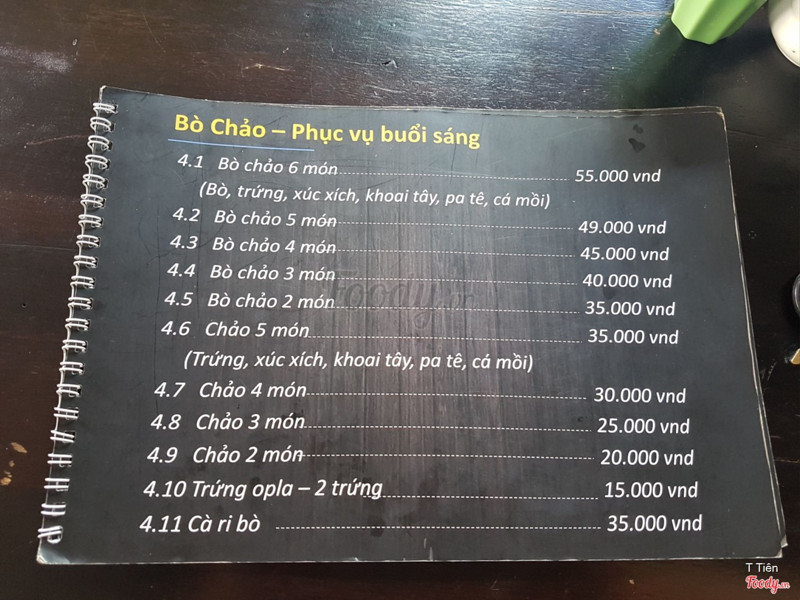 Bò Chảo – Phục vụ buổi sáng
4.1 Bò chảo 6 món 55.000 vnd
(Bò, trứng, xúc xích, khoai tây, pa tê, cá mồi)
4.2 Bò chảo 5 món 49.000 vnd
4.3 Bò chảo 4 món 45.000 vnd
4.4 Bò chảo 3 món 40.000 vnd
4.5 Bò chảo 2 món 35.000 vnd
4.6 Chảo 5 món 35.000 vnd
(Trứng, xúc xích, khoai tây, pa tê, cá mồi)
4.7 Chảo 4 món 30.000 vnd
4.8 Chảo 3 món 25.000 vnd
4.9 Chảo 2 món 20.000 vnd
4.10 Trứng opla – 2 trứng 15.000 vnd
4.11 Cà ri bò 35.000 vnd
Foody.vn
T Tiên
Foody.vn